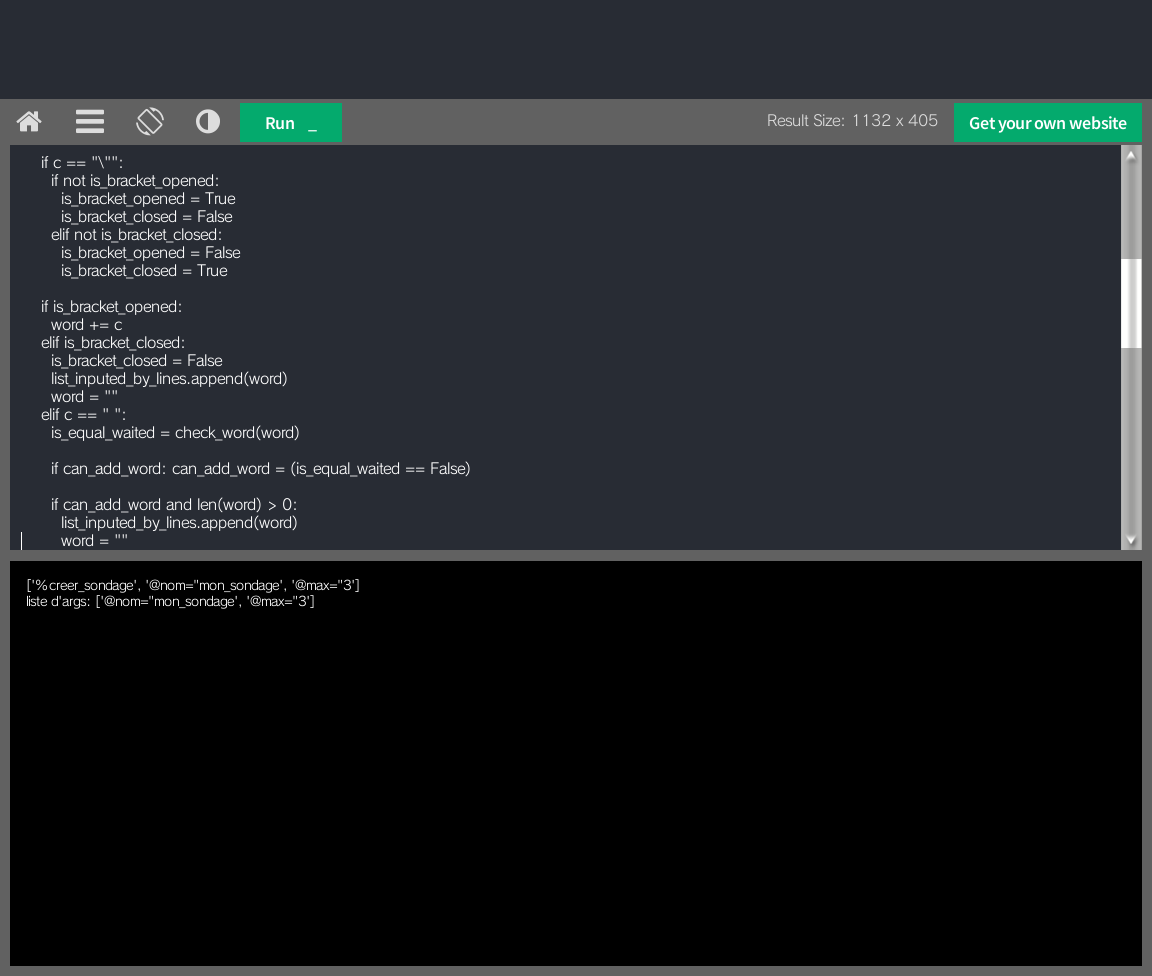 Run _
Result Size: 1132 x 405
Get your own website
if c == "\"":
if not is_bracket_opened:
is_bracket_opened = True
is_bracket_closed = False
elif not is_bracket_closed:
is_bracket_opened = False
is_bracket_closed = True
if is_bracket_opened:
word += c
elif is_bracket_closed:
is_bracket_closed = False
list_inputed_by_lines.append(word)
word = ""
elif c == " ":
is_equal_waited = check_word(word)
if can_add_word: can_add_word = (is_equal_waited == False)
if can_add_word and len(word) > 0:
list_inputed_by_lines.append(word)
word = ""
['%creer_sondage', '@nom="mon_sondage', '@max="3']
liste d'args: ['@nom="mon_sondage', '@max="3']